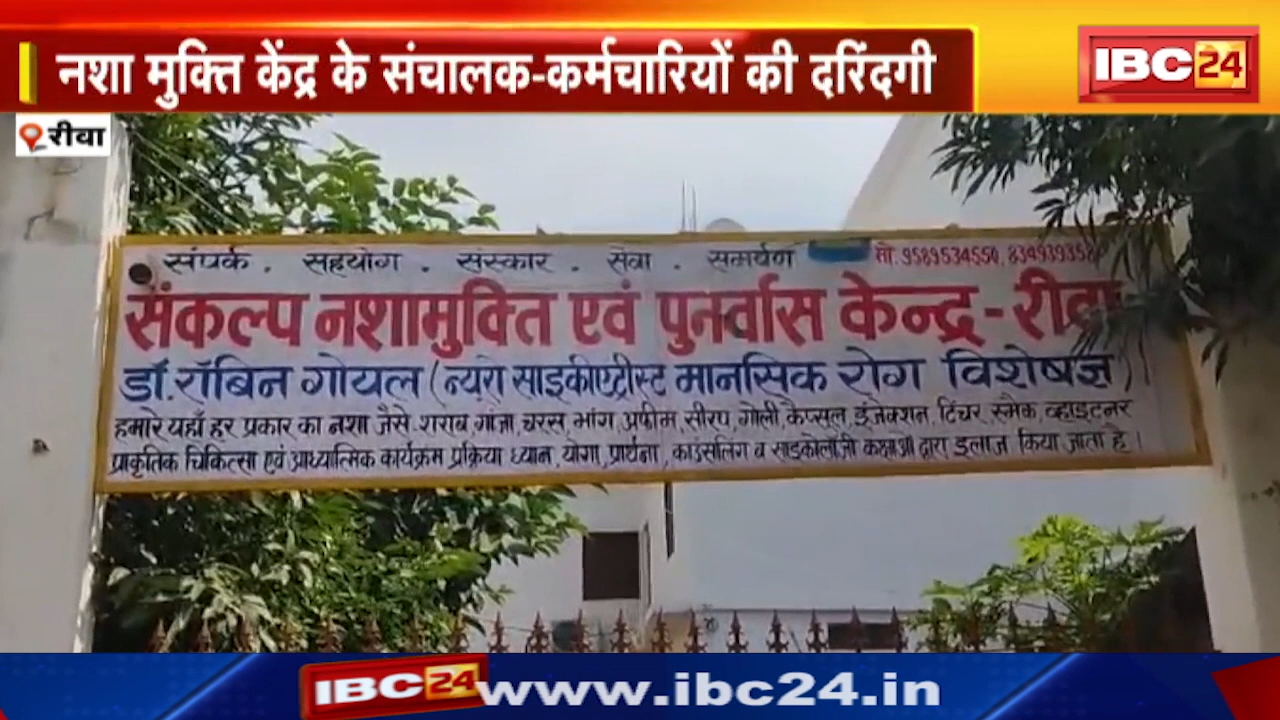 नशा मुक्ति केंद्र के संचालक-कर्मचारियों की दरिंदगी
IBC24
रीवा
संपर्क . सहयोग . संस्कार . सेवा . समर्पण मो. 9589534550, 834939358
संकल्प नशामुक्ति एवं पुनर्वास केन्द्र - रीवा
डॉ. रॉबिन गोयल (न्यूरो साइकीएट्रीस्ट मानसिक रोग विशेषज्ञ)
हमारे यहाँ हर प्रकार का नशा जैसे शराब गांजा, चरस भांग अफीम, सीरप, गोली कैप्सूल, इंजेक्शन, टिंचर, स्मैक, व्हाइटनर
प्राकृतिक चिकित्सा एवं आध्यात्मिक कार्यक्रम प्रक्रिया ध्यान, योगा, प्रार्थना, काउंसलिंग व साइकोलॉजी कक्षाओ द्वारा इलाज किया जाता है।
IBC24 www.ibc24.in